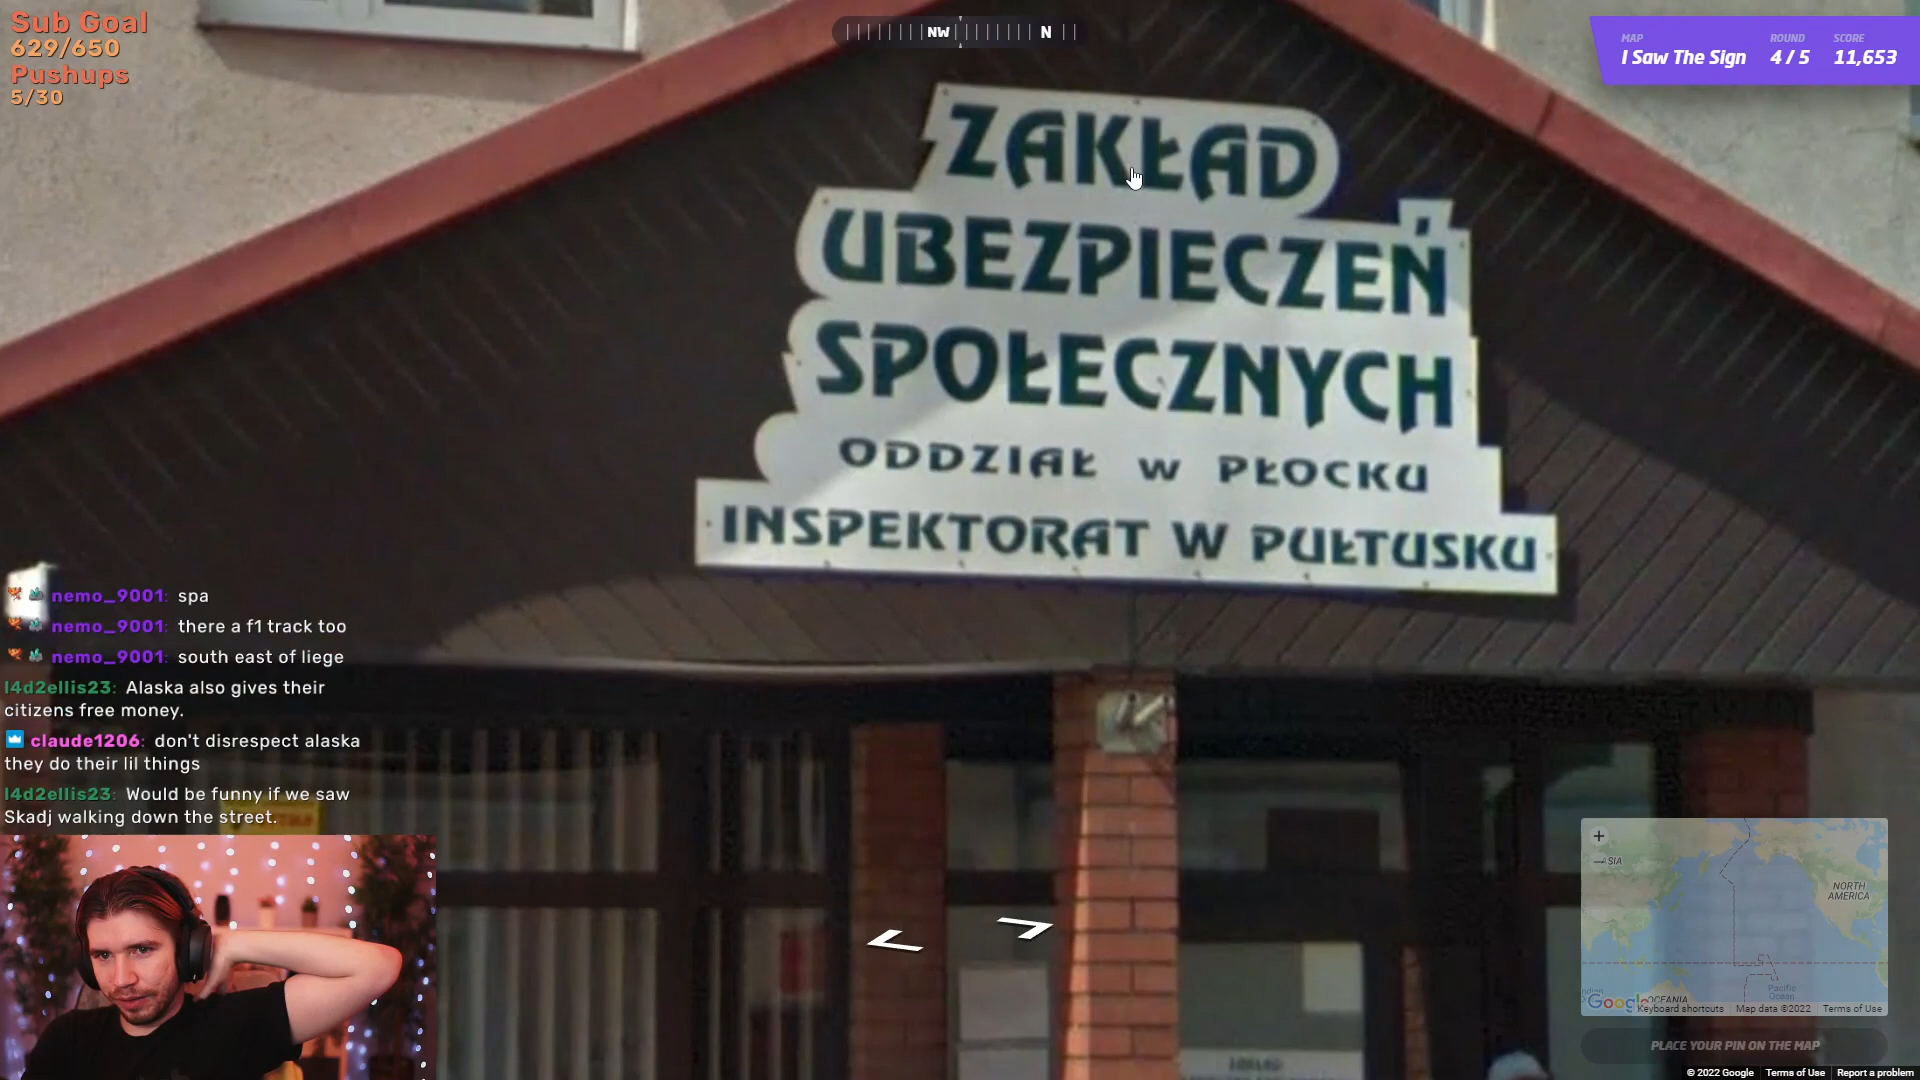 Sub Goal
629/650
Pushups
5/30
NW
N
MAP
I Saw The Sign
ROUND
4 / 5
SCORE
11,653
ZAKŁAD
UBEZPIECZEŃ
SPOŁECZNYCH
ODDZIAŁ W PŁOCKU
INSPEKTORAT W PUŁTUSKU
nemo_9001: spa
nemo_9001: there a f1 track too
nemo_9001: south east of liege
l4d2ellis23: Alaska also gives their
citizens free money.
claude1206: don't disrespect alaska
they do their lil things
l4d2ellis23: Would be funny if we saw
Skadj walking down the street.
+
SIA
NORTH
AMERICA
Pacific
Ocean
OCEANIA
Google
Keyboard shortcuts
Map data ©2022
Terms of Use
PLACE YOUR PIN ON THE MAP
© 2022 Google
Terms of Use
Report a problem